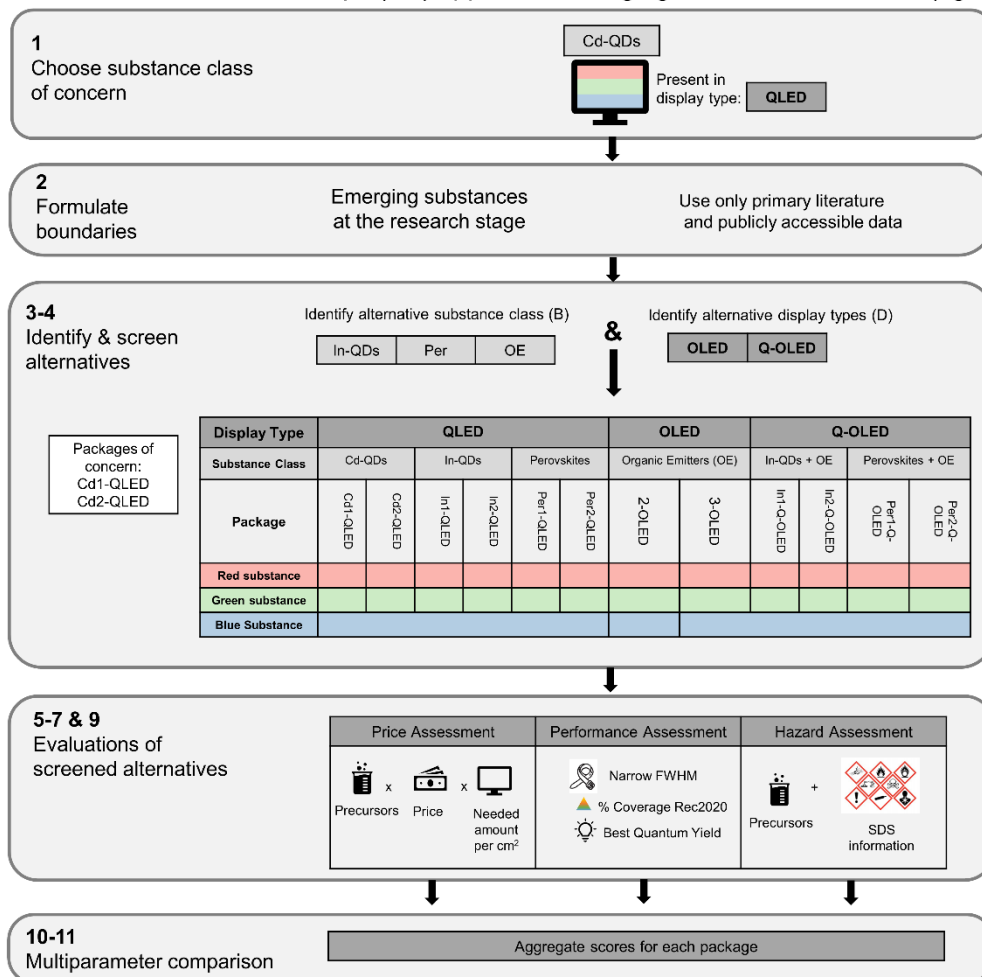 1
Choose substance class
of concern
Cd-QDs
Present in
display type:
QLED
2
Formulate
boundaries
Emerging substances
at the research stage
Use only primary literature
and publicly accessible data
3-4
Identify & screen
alternatives
Identify alternative substance class (B)
In-QDs Per OE
&
Identify alternative display types (D)
OLED Q-OLED
Packages of
concern:
Cd1-QLED
Cd2-QLED
Display Type QLED OLED Q-OLED
Substance Class Cd-QDs In-QDs Perovskites Organic Emitters (OE) In-QDs + OE Perovskites + OE
Package
Cd1-QLED
Cd2-QLED
In1-QLED
In2-QLED
Per1-QLED
Per2-QLED
2-OLED
3-OLED
In1-Q-OLED
In2-Q-OLED
Per1-Q-
OLED
Per2-Q-
OLED
Red substance
Green substance
Blue Substance
5-7 & 9
Evaluations of
screened alternatives
Price Assessment
Precursors x Price x Needed
amount
per cm²
Performance Assessment
Narrow FWHM
% Coverage Rec2020
Best Quantum Yield
Hazard Assessment
Precursors + SDS
information
10-11
Multiparameter comparison
Aggregate scores for each package